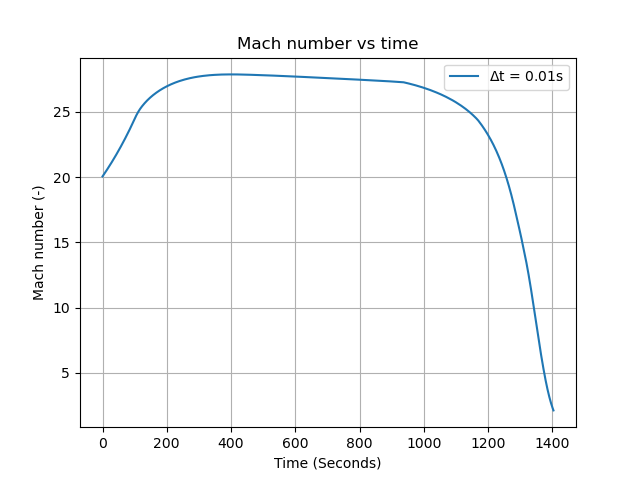 Mach number vs time
Δt = 0.01s
Mach number (-)
25
20
15
10
5
0 200 400 600 800 1000 1200 1400
Time (Seconds)